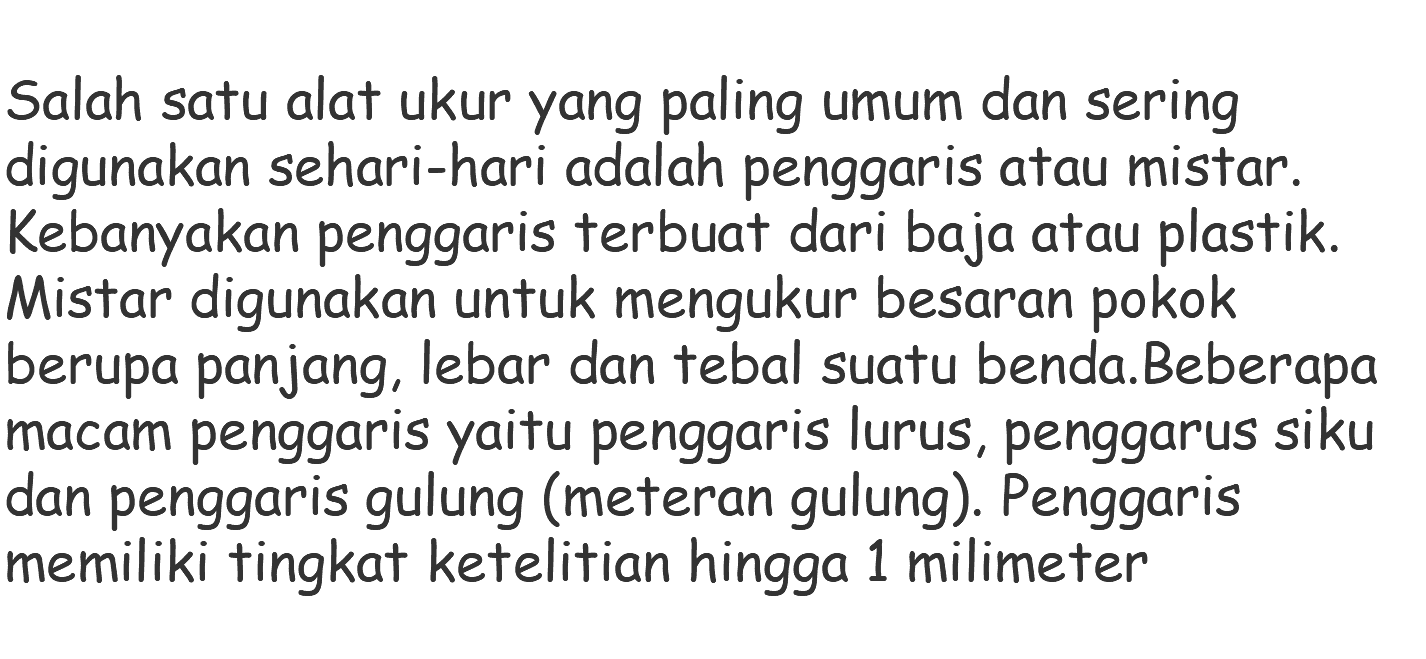 Salah satu alat ukur yang paling umum dan sering
digunakan sehari-hari adalah penggaris atau mistar.
Kebanyakan penggaris terbuat dari baja atau plastik.
Mistar digunakan untuk mengukur besaran pokok
berupa panjang, lebar dan tebal suatu benda.Beberapa
macam penggaris yaitu penggaris lurus, penggarus siku
dan penggaris gulung (meteran gulung). Penggaris
memiliki tingkat ketelitian hingga 1 milimeter